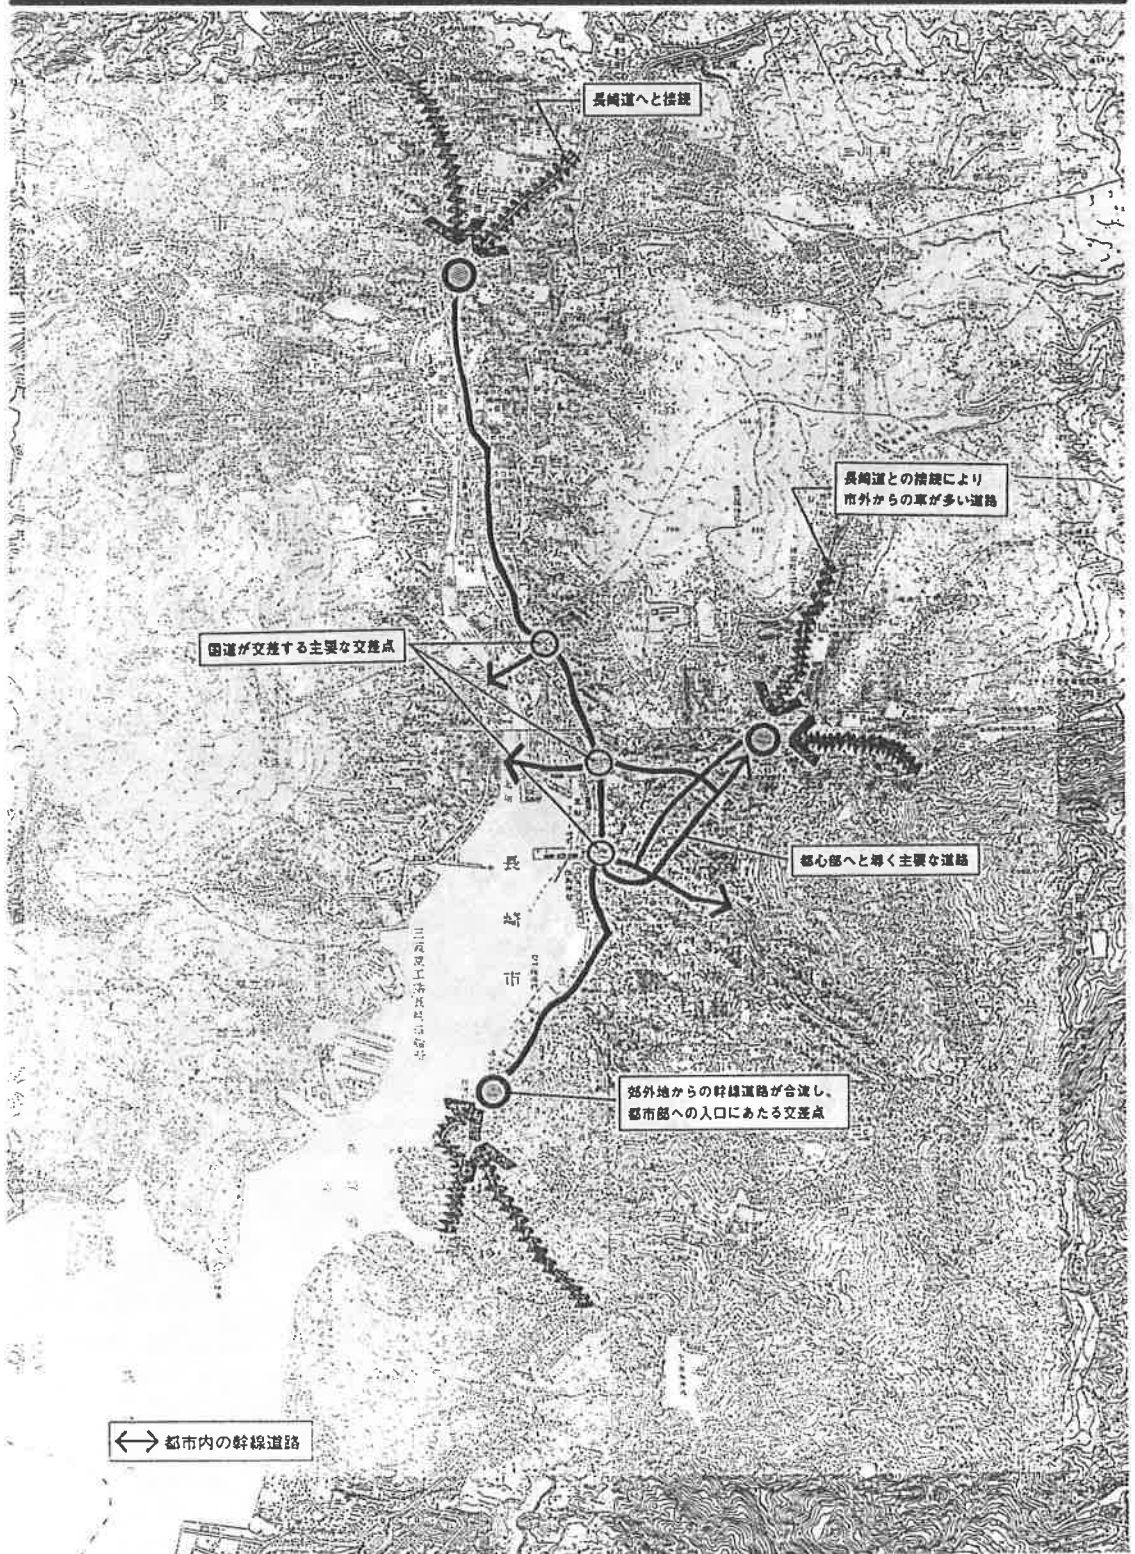 長崎道へと接続
長崎道との接続により
市外からの車が多い道路
国道が交差する主要な交差点
都心部へと導く主要な道路
長
崎
市
郊外地からの幹線道路が合流し、
都市部への入口にあたる交差点
都市内の幹線道路